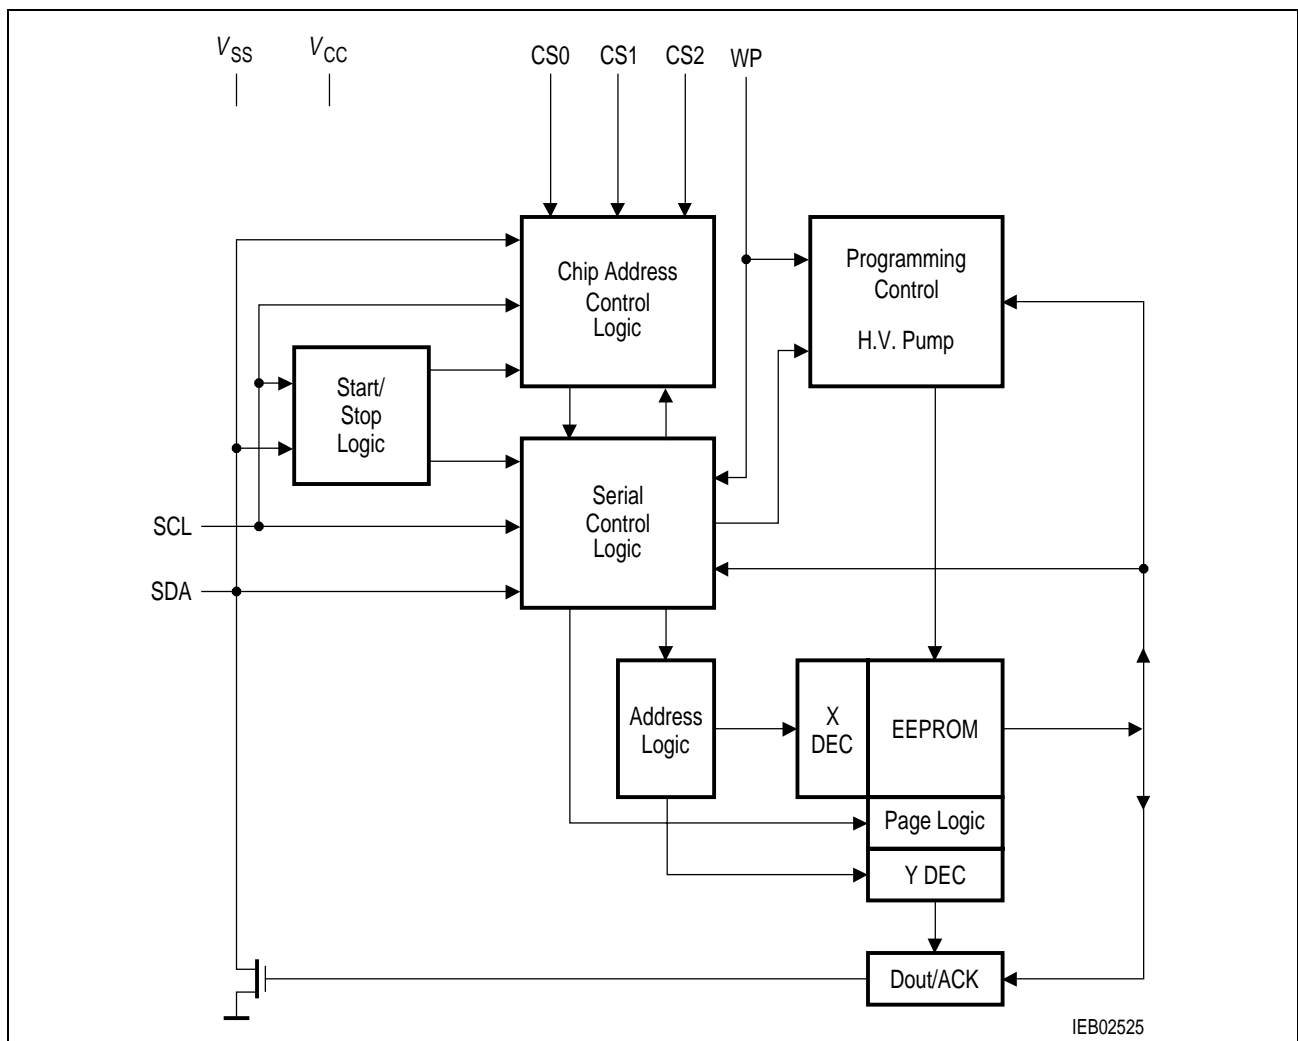 VSS
VCC
CS0
CS1
CS2
WP
Chip Address
Control
Logic
Programming
Control
H.V. Pump
Start/
Stop
Logic
Serial
Control
Logic
SCL
SDA
Address
Logic
X
DEC
EEPROM
Page Logic
Y DEC
Dout/ACK
IEB02525